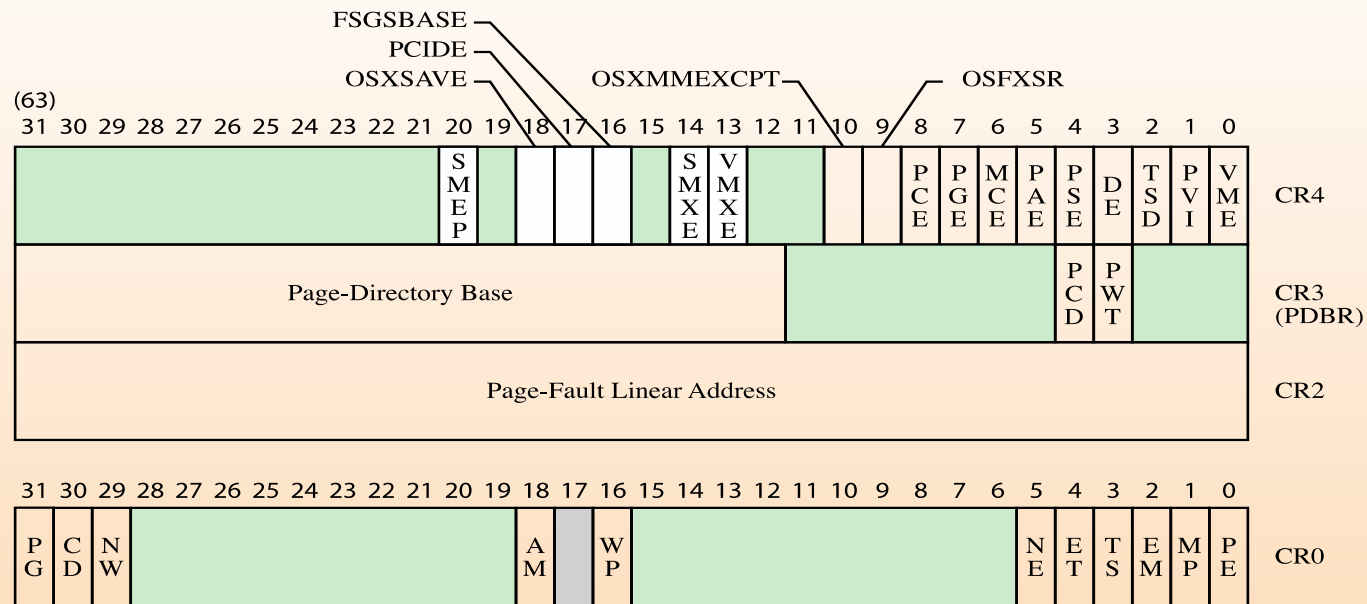 FSGSBASE
PCIDE
OSXSAVE
OSXMMEXCPT
OSFXSR
(63)
31 30 29 28 27 26 25 24 23 22 21 20 19 18 17 16 15 14 13 12 11 10 9 8 7 6 5 4 3 2 1 0
SMEP
SMXE
VMXE
PCE
PGE
MCE
PAE
PSE
DE
TSD
PVI
VME
CR4
Page-Directory Base
PCD
PWT
CR3
(PDBR)
Page-Fault Linear Address
CR2
31 30 29 28 27 26 25 24 23 22 21 20 19 18 17 16 15 14 13 12 11 10 9 8 7 6 5 4 3 2 1 0
PG
CD
NW
AM
WP
NE
ET
TS
EM
MP
PE
CR0